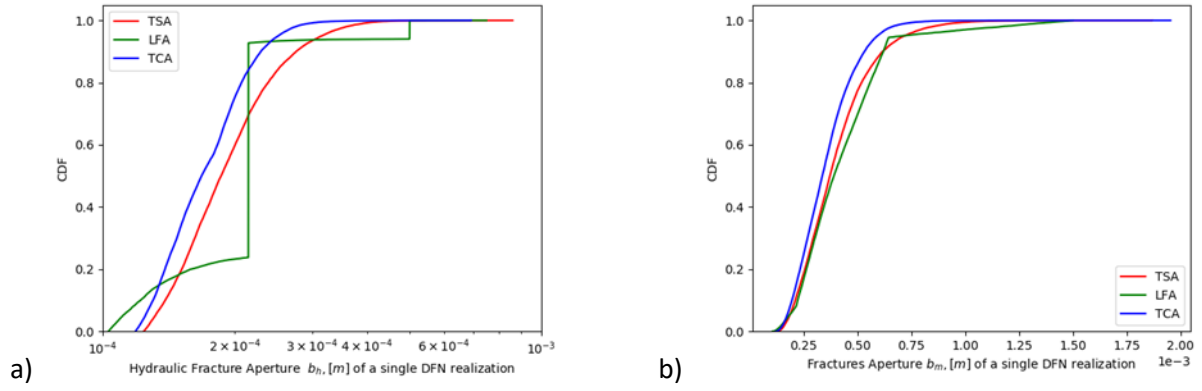 1.0
0.8
0.6
0.4
0.2
0.0
CDF
TSA
LFA
TCA
10⁻⁴ 2×10⁻⁴ 3×10⁻⁴ 4×10⁻⁴ 6×10⁻⁴ 10⁻³
Hydraulic Fracture Aperture b_h, [m] of a single DFN realization
a)
1.0
0.8
0.6
0.4
0.2
0.0
CDF
TSA
LFA
TCA
0.25 0.50 0.75 1.00 1.25 1.50 1.75 2.00
1e−3
Fractures Aperture b_m, [m] of a single DFN realization
b)